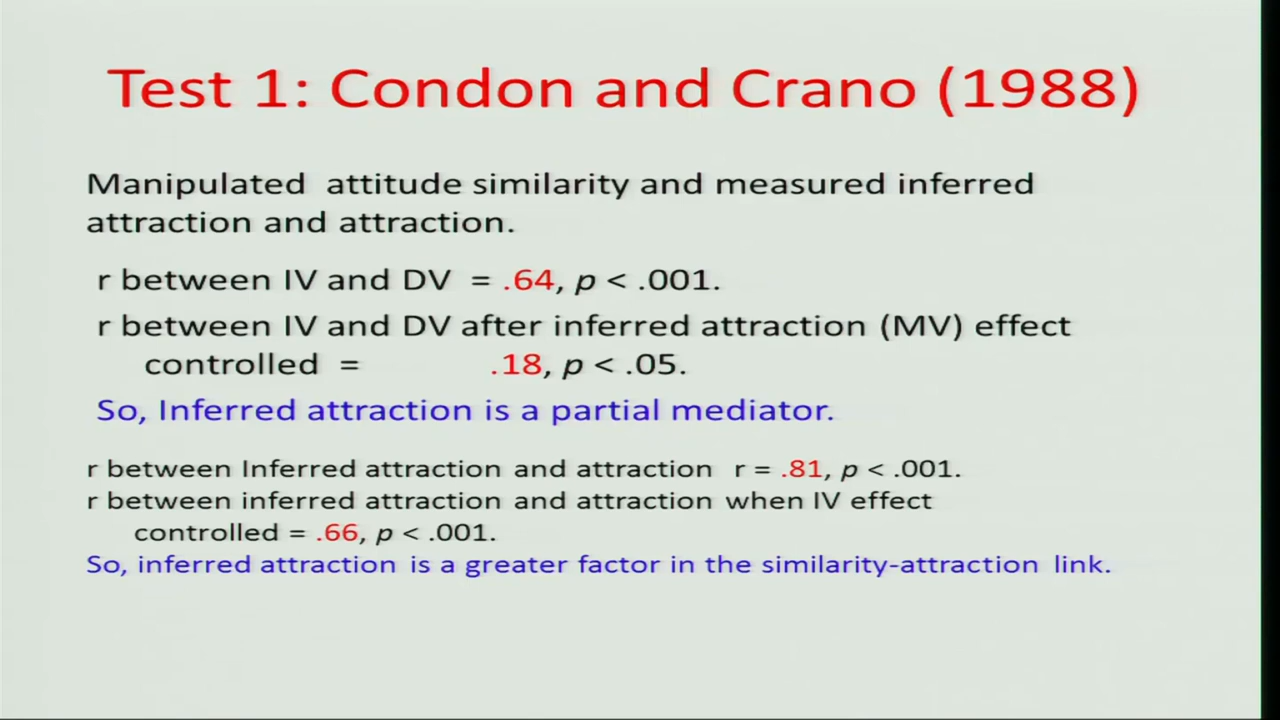 Test 1: Condon and Crano (1988)
Manipulated attitude similarity and measured inferred
attraction and attraction.
r between IV and DV = .64, p < .001.
r between IV and DV after inferred attraction (MV) effect
controlled = .18, p < .05.
So, Inferred attraction is a partial mediator.
r between Inferred attraction and attraction r = .81, p < .001.
r between inferred attraction and attraction when IV effect
controlled = .66, p < .001.
So, inferred attraction is a greater factor in the similarity-attraction link.